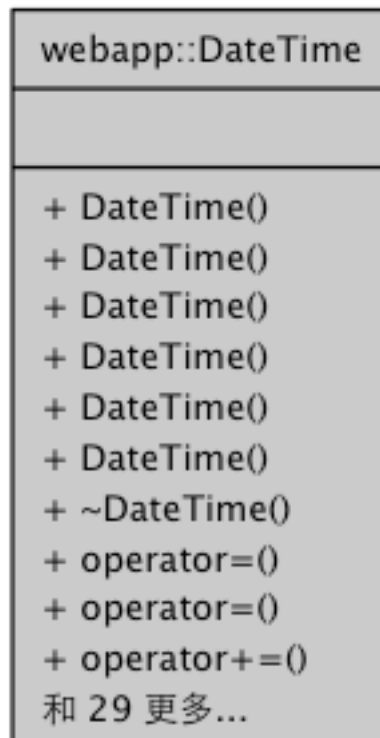 webapp::DateTime
+ DateTime()
+ DateTime()
+ DateTime()
+ DateTime()
+ DateTime()
+ DateTime()
+ ~DateTime()
+ operator=()
+ operator=()
+ operator+=()
和 29 更多...